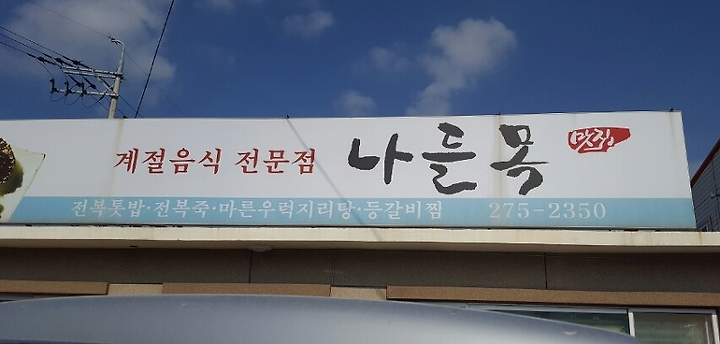 계절음식 전문점 나들목 맛집
전복톳밥·전복죽·마른우럭지리탕·등갈비찜 275-2350